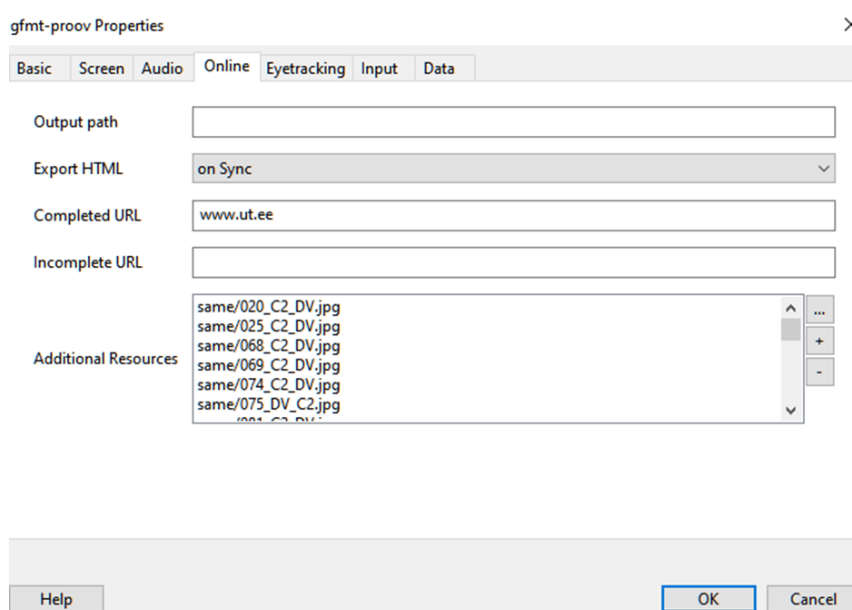 gfmt-proov Properties
Basic Screen Audio Online Eyetracking Input Data
Output path
Export HTML on Sync
Completed URL www.ut.ee
Incomplete URL
same/020_C2_DV.jpg
same/025_C2_DV.jpg
same/068_C2_DV.jpg
...
+
Additional Resources same/069_C2_DV.jpg
same/074_C2_DV.jpg
-
same/075_DV_C2.jpg
Help OK Cancel